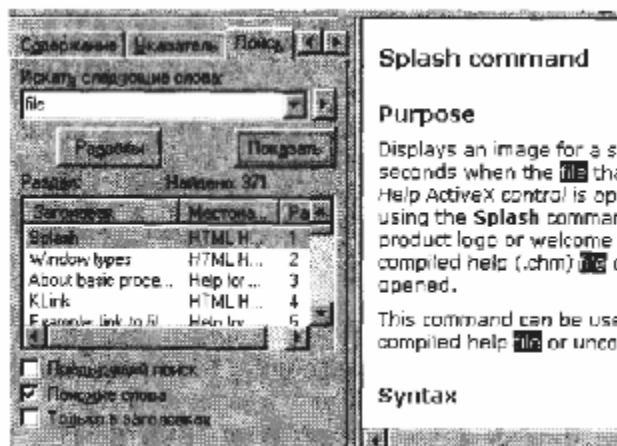 Содержание Указатель Поиск
Искать следующие слова:
file
Разделы Показать
Раздел: Найдено: 371
Заголовок Местона... Ра
Splash HTML H... 1
Window types HTML H... 2
About basic proce... Help for ... 3
KLink HTML H... 4
Example: link to fil... Help for ... 5
Предыдущий поиск
Похожие слова
Только в заголовках
Splash command
Purpose
Displays an image for a s
seconds when the file tha
Help ActiveX control is op
using the Splash comman
product logo or welcome
compiled help (.chm) file
opened.
This command can be use
compiled help file or unco
Syntax